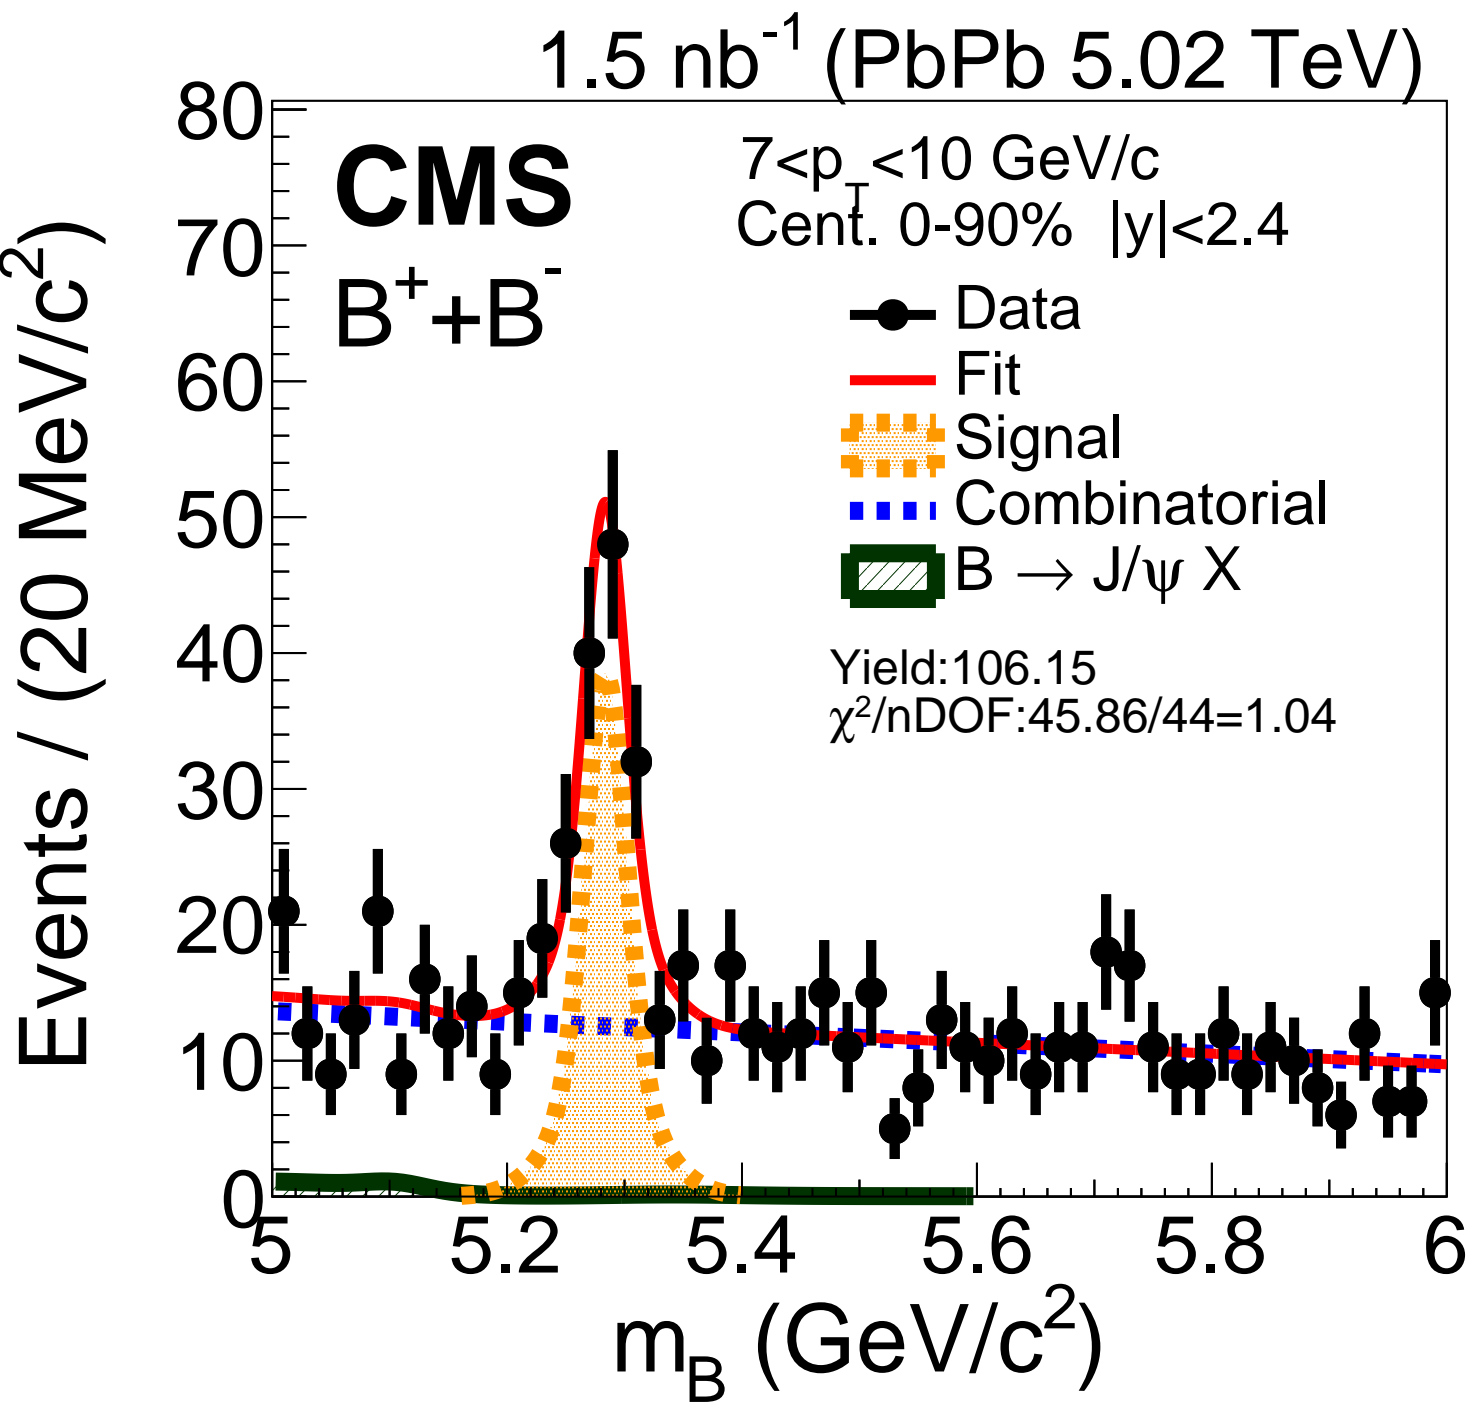 1.5 nb⁻¹ (PbPb 5.02 TeV)
CMS
B⁺+B⁻
7<p_T<10 GeV/c
Cent. 0-90% |y|<2.4
Data
Fit
Signal
Combinatorial
B → J/ψ X
Yield:106.15
χ²/nDOF:45.86/44=1.04
Events / (20 MeV/c²)
80
70
60
50
40
30
20
10
0
5 5.2 5.4 5.6 5.8 6
m_B (GeV/c²)